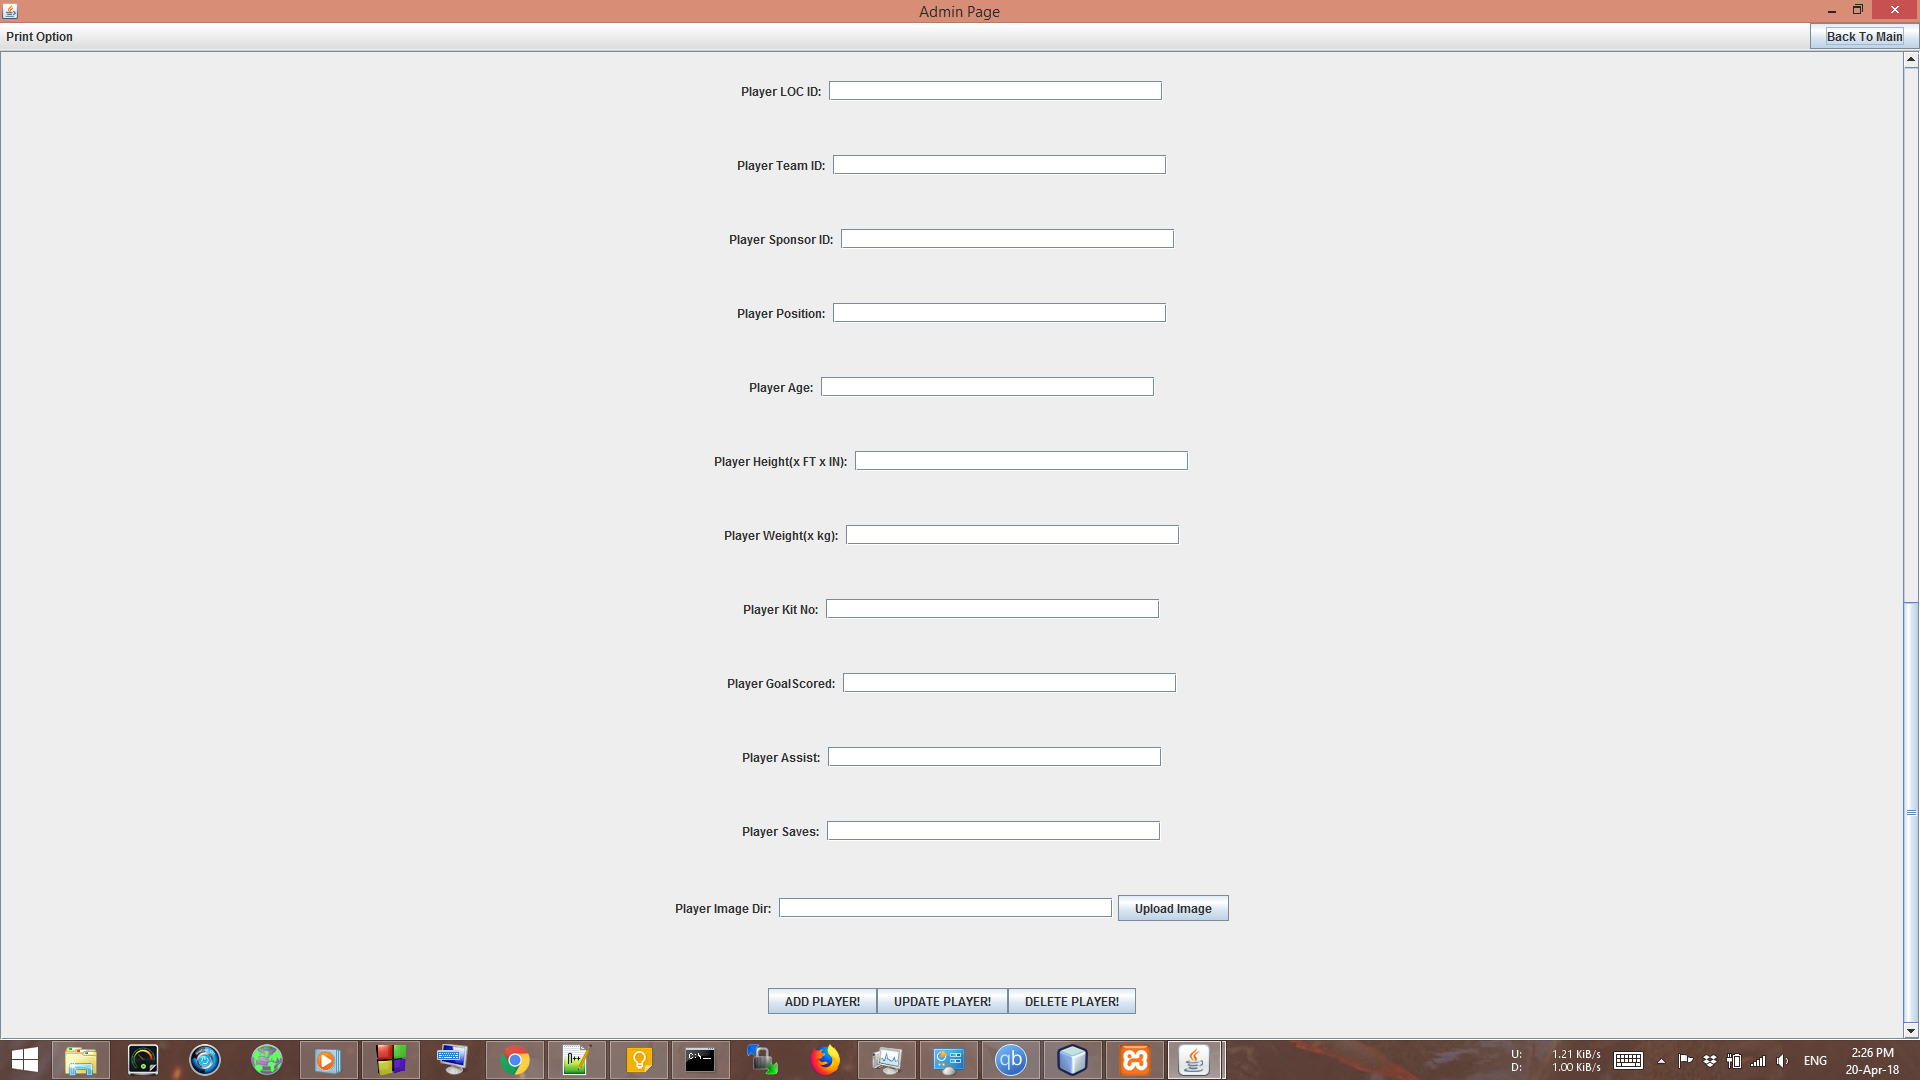 Admin Page
Print Option
Back To Main
Player LOC ID:
Player Team ID:
Player Sponsor ID:
Player Position:
Player Age:
Player Height(x FT x IN):
Player Weight(x kg):
Player Kit No:
Player GoalScored:
Player Assist:
Player Saves:
Player Image Dir:
Upload Image
ADD PLAYER!
UPDATE PLAYER!
DELETE PLAYER!
C:\_
qb
U: 1.21 KiB/s
D: 1.00 KiB/s
ENG
2:26 PM
20-Apr-18